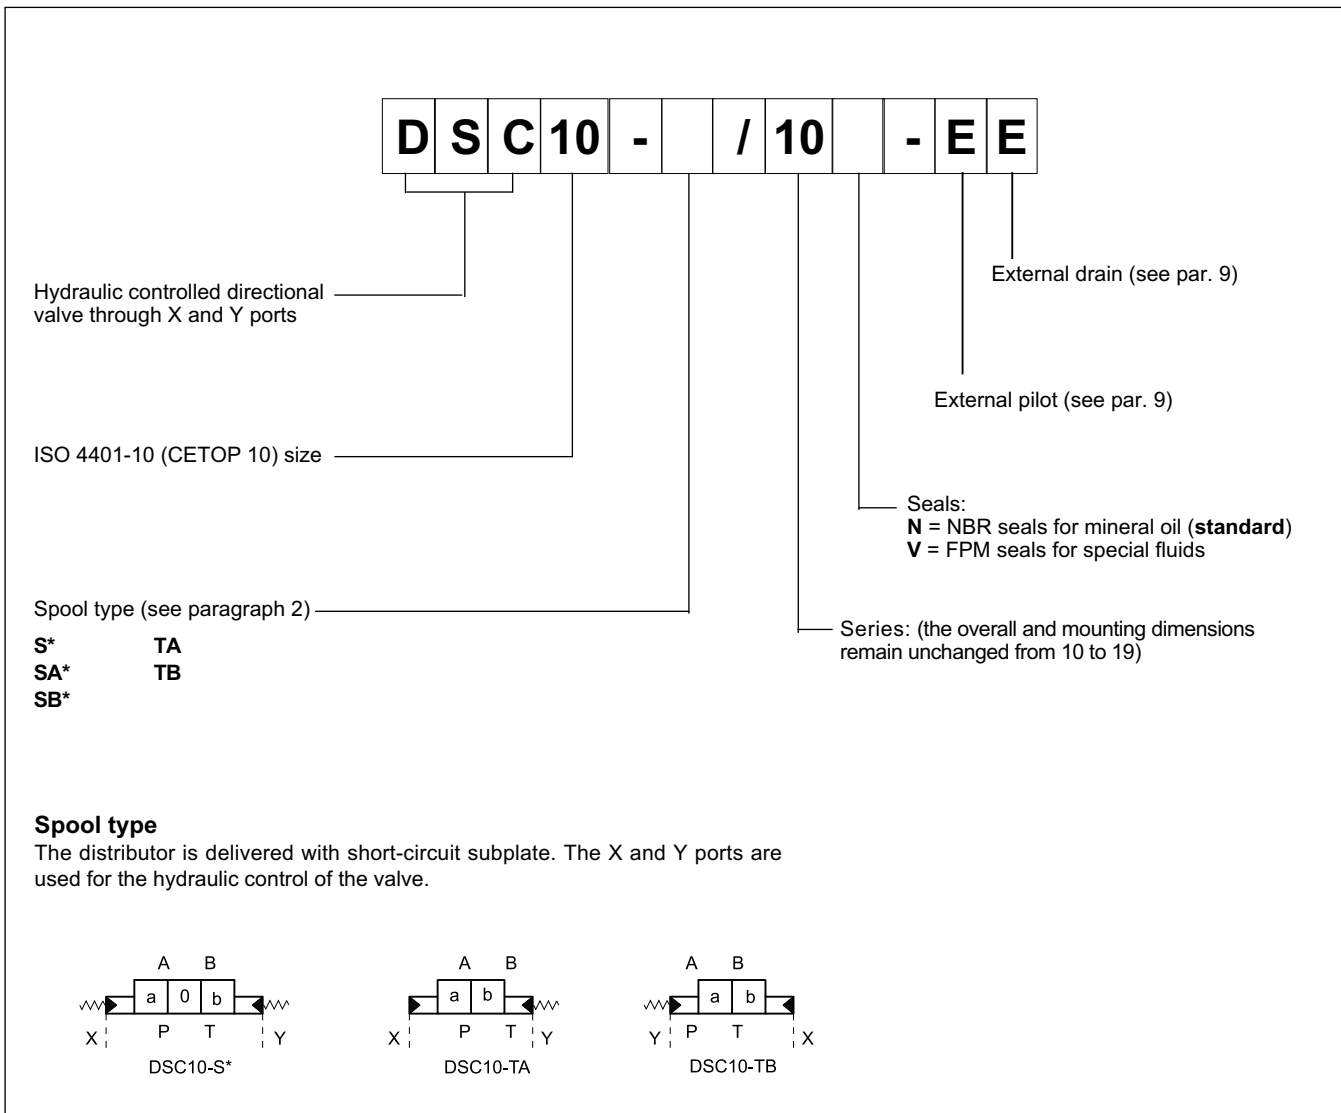 D S C 10 - / 10 - E E
Hydraulic controlled directional
valve through X and Y ports
External drain (see par. 9)
External pilot (see par. 9)
ISO 4401-10 (CETOP 10) size
Seals:
N = NBR seals for mineral oil (standard)
V = FPM seals for special fluids
Spool type (see paragraph 2)
S* TA
SA* TB
SB*
Series: (the overall and mounting dimensions
remain unchanged from 10 to 19)
Spool type
The distributor is delivered with short-circuit subplate. The X and Y ports are
used for the hydraulic control of the valve.
A B
a 0 b
X P T Y
DSC10-S*
A B
a b
X P T Y
DSC10-TA
A B
a b
Y P T X
DSC10-TB